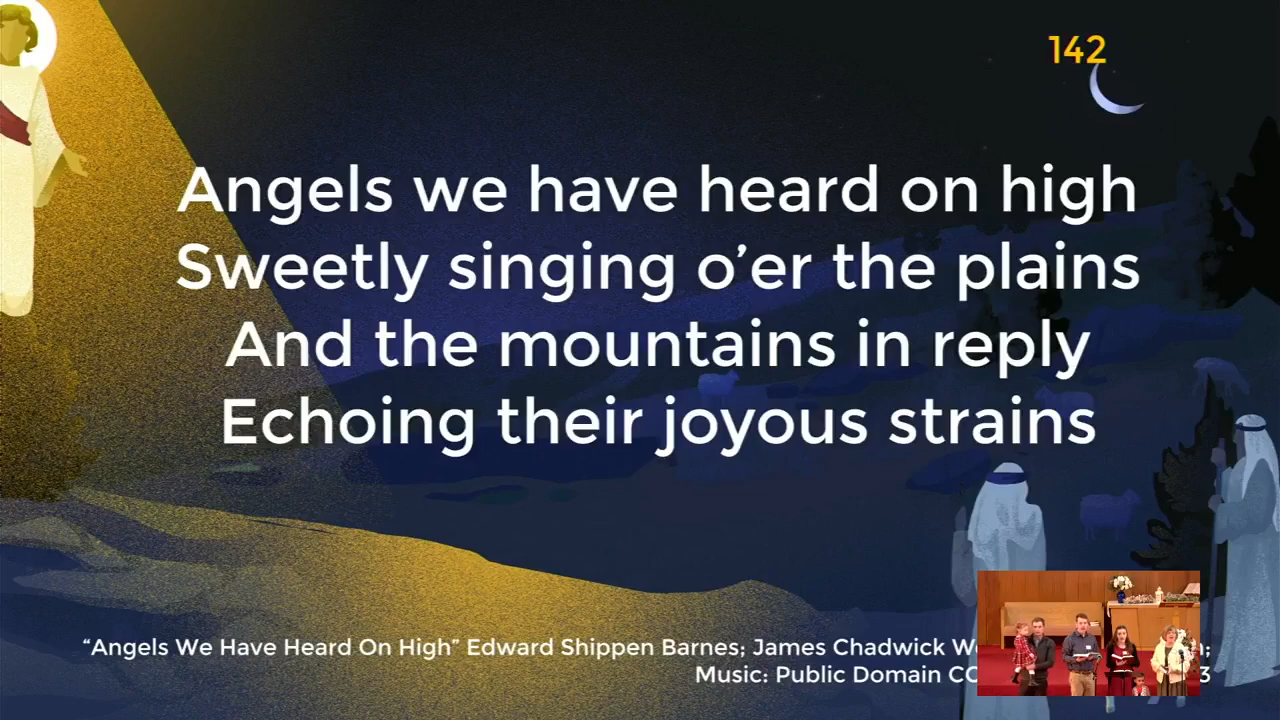 142
Angels we have heard on high
Sweetly singing o’er the plains
And the mountains in reply
Echoing their joyous strains
“Angels We Have Heard On High” Edward Shippen Barnes; James Chadwick
Music: Public Domain